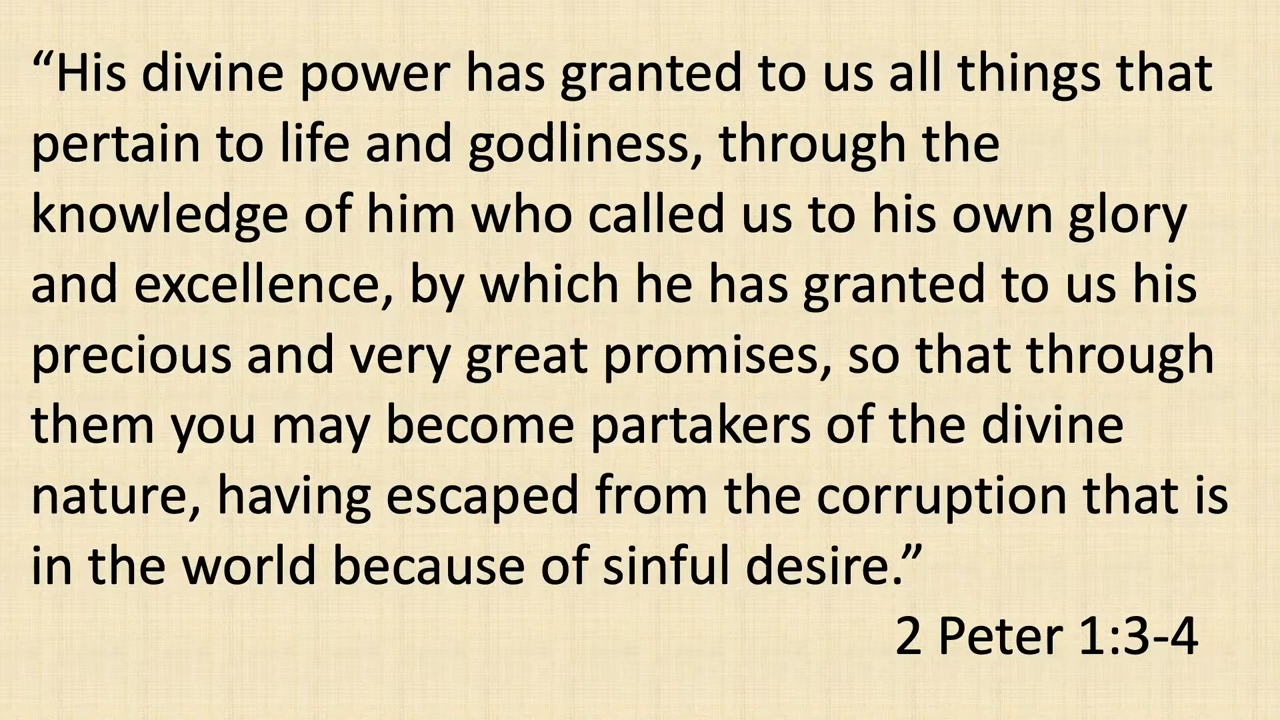 “His divine power has granted to us all things that
pertain to life and godliness, through the
knowledge of him who called us to his own glory
and excellence, by which he has granted to us his
precious and very great promises, so that through
them you may become partakers of the divine
nature, having escaped from the corruption that is
in the world because of sinful desire.”
2 Peter 1:3-4